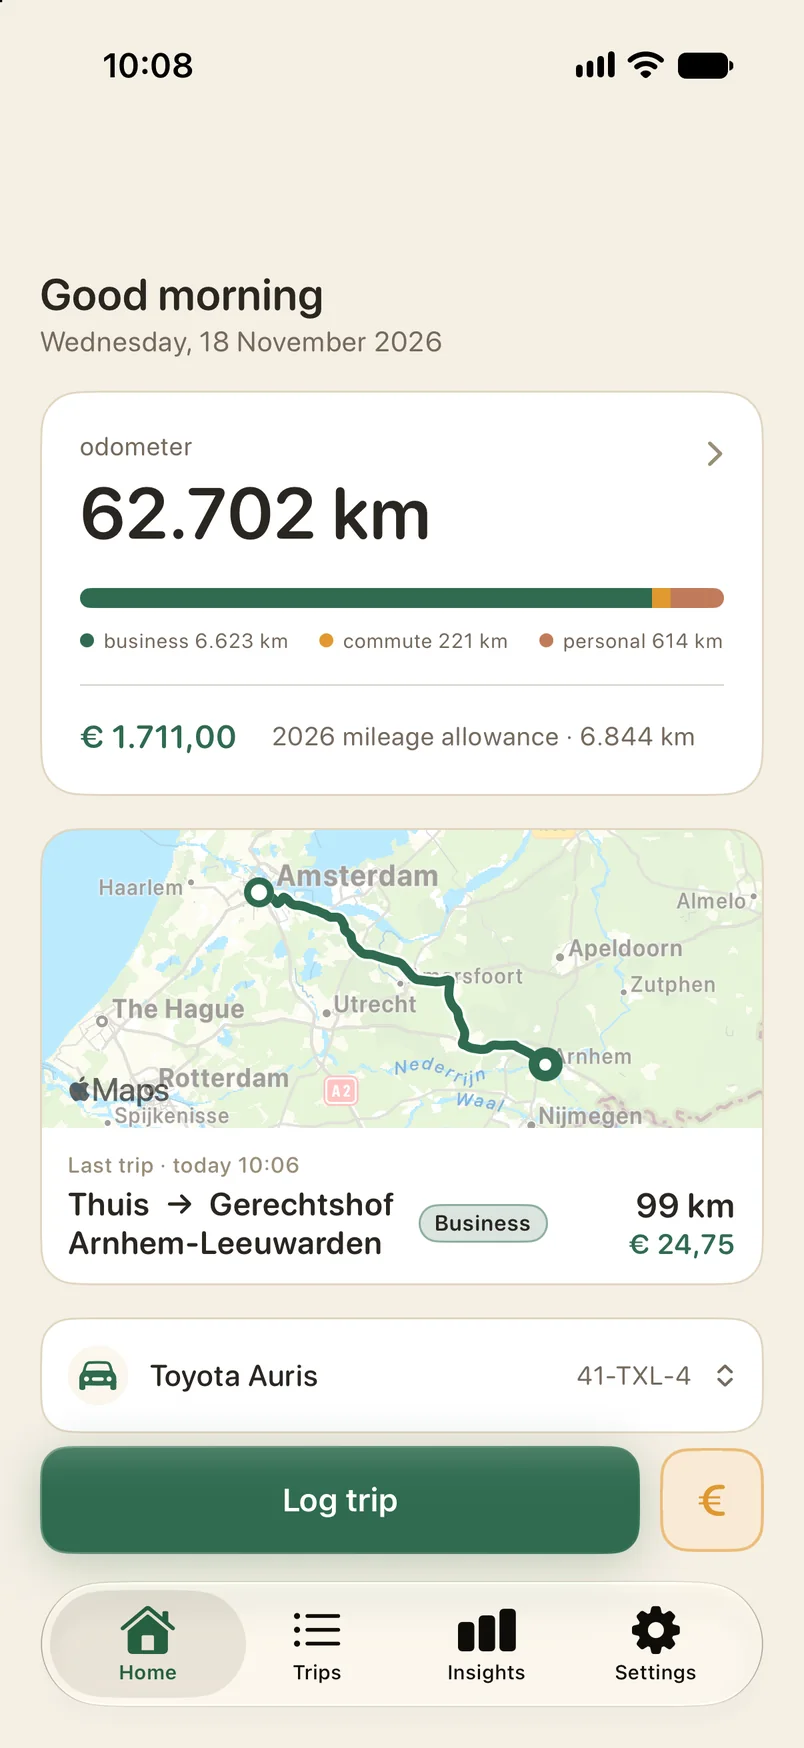 10:08
Good morning
Wednesday, 18 November 2026
odometer
62.702 km
business 6.623 km
commute 221 km
personal 614 km
€ 1.711,00
2026 mileage allowance · 6.844 km
Haarlem
Amsterdam
Almelo
Apeldoorn
Zutphen
Utrecht
The Hague
Arnhem
Nederrijn
Waal
Rotterdam
A2
Maps
Spijkenisse
Nijmegen
Last trip · today 10:06
Thuis → Gerechtshof
Arnhem-Leeuwarden
Business
99 km
€ 24,75
Toyota Auris
41-TXL-4
Log trip
€
Home
Trips
Insights
Settings